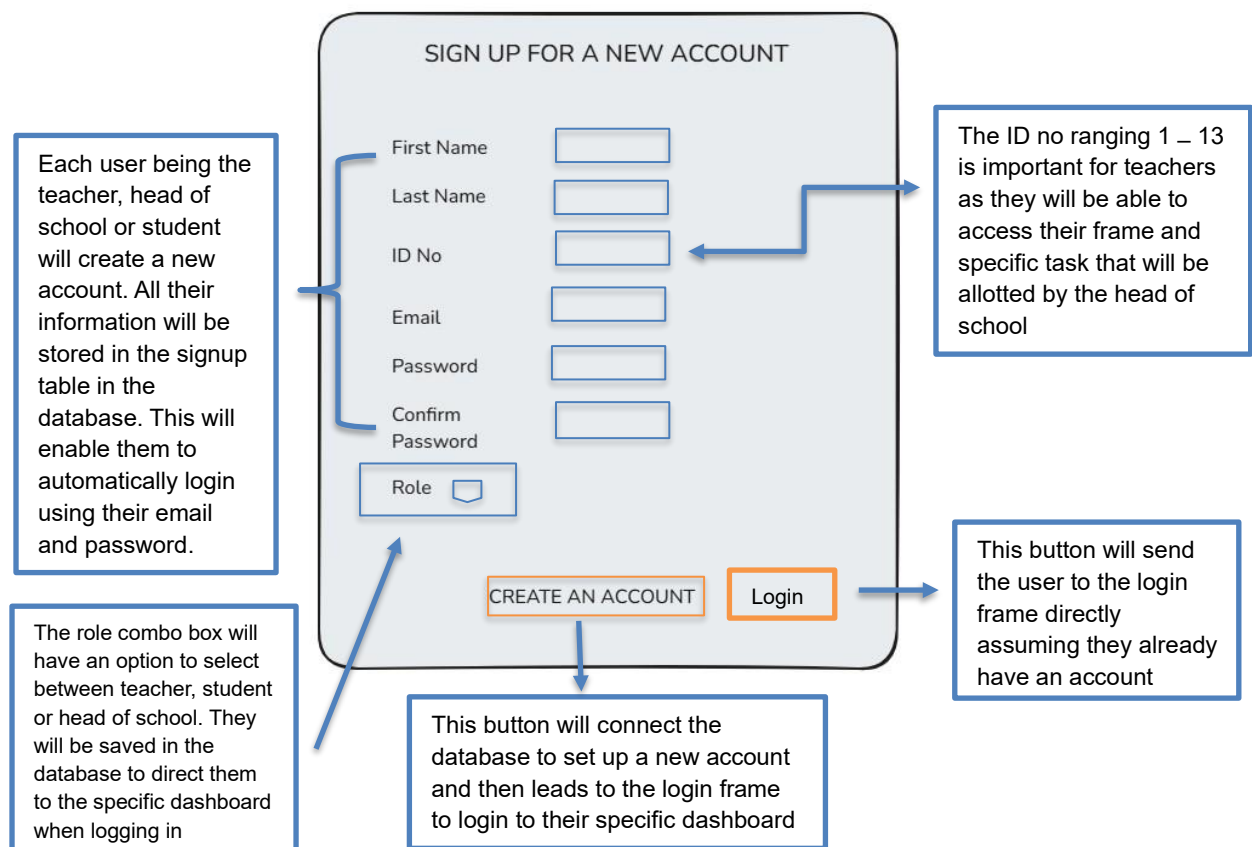 SIGN UP FOR A NEW ACCOUNT
Each user being the
teacher, head of
school or student
will create a new
account. All their
information will be
stored in the signup
table in the
database. This will
enable them to
automatically login
using their email
and password.
First Name
Last Name
ID No
Email
Password
Confirm
Password
Role
The ID no ranging 1 – 13
is important for teachers
as they will be able to
access their frame and
specific task that will be
allotted by the head of
school
CREATE AN ACCOUNT
Login
This button will send
the user to the login
frame directly
assuming they already
have an account
The role combo box will
have an option to select
between teacher, student
or head of school. They
will be saved in the
database to direct them
to the specific dashboard
when logging in
This button will connect the
database to set up a new account
and then leads to the login frame
to login to their specific dashboard